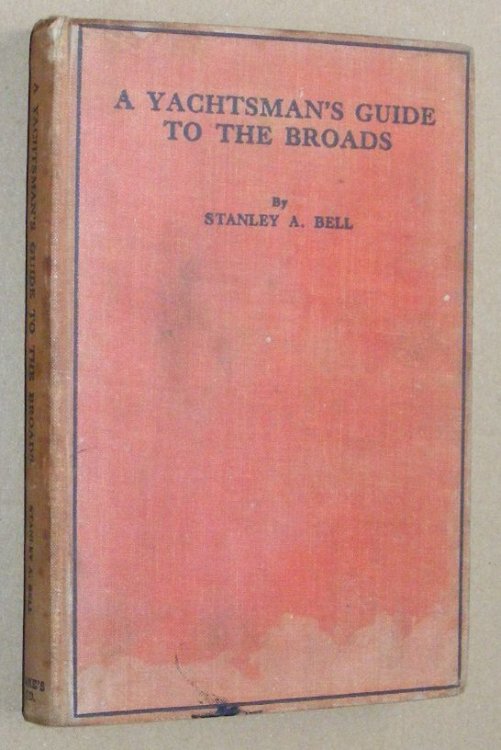 A YACHTSMAN'S GUIDE
TO THE BROADS
By
STANLEY A. BELL
A YACHTSMAN'S GUIDE TO THE BROADS
STANLEY A. BELL